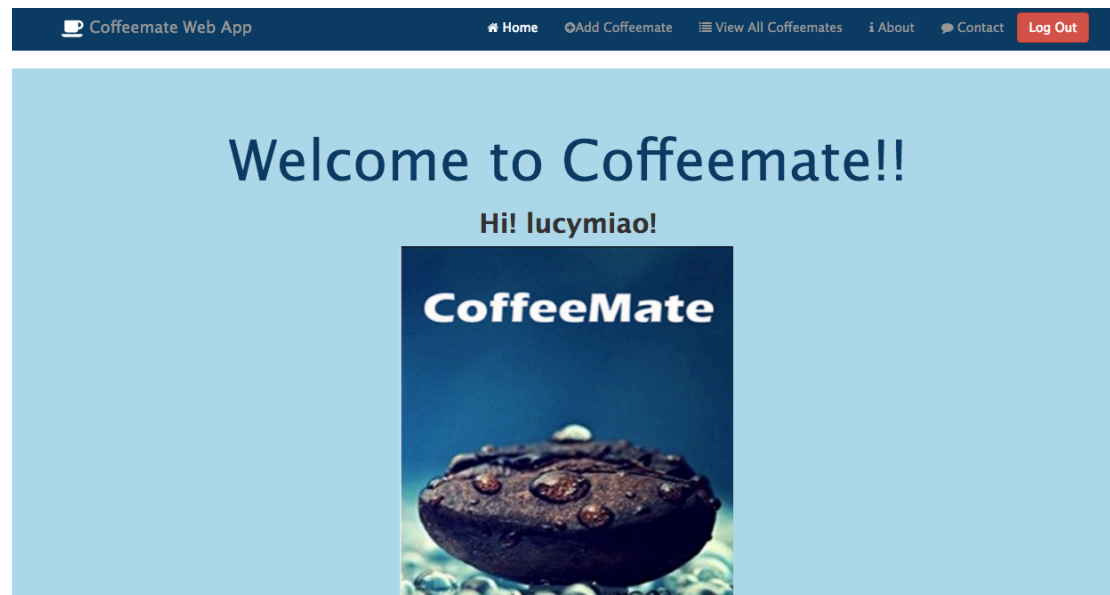 Coffeemate Web App Home Add Coffeemate View All Coffeemates About Contact Log Out
Welcome to Coffeemate!!
Hi! lucymiao!
CoffeeMate